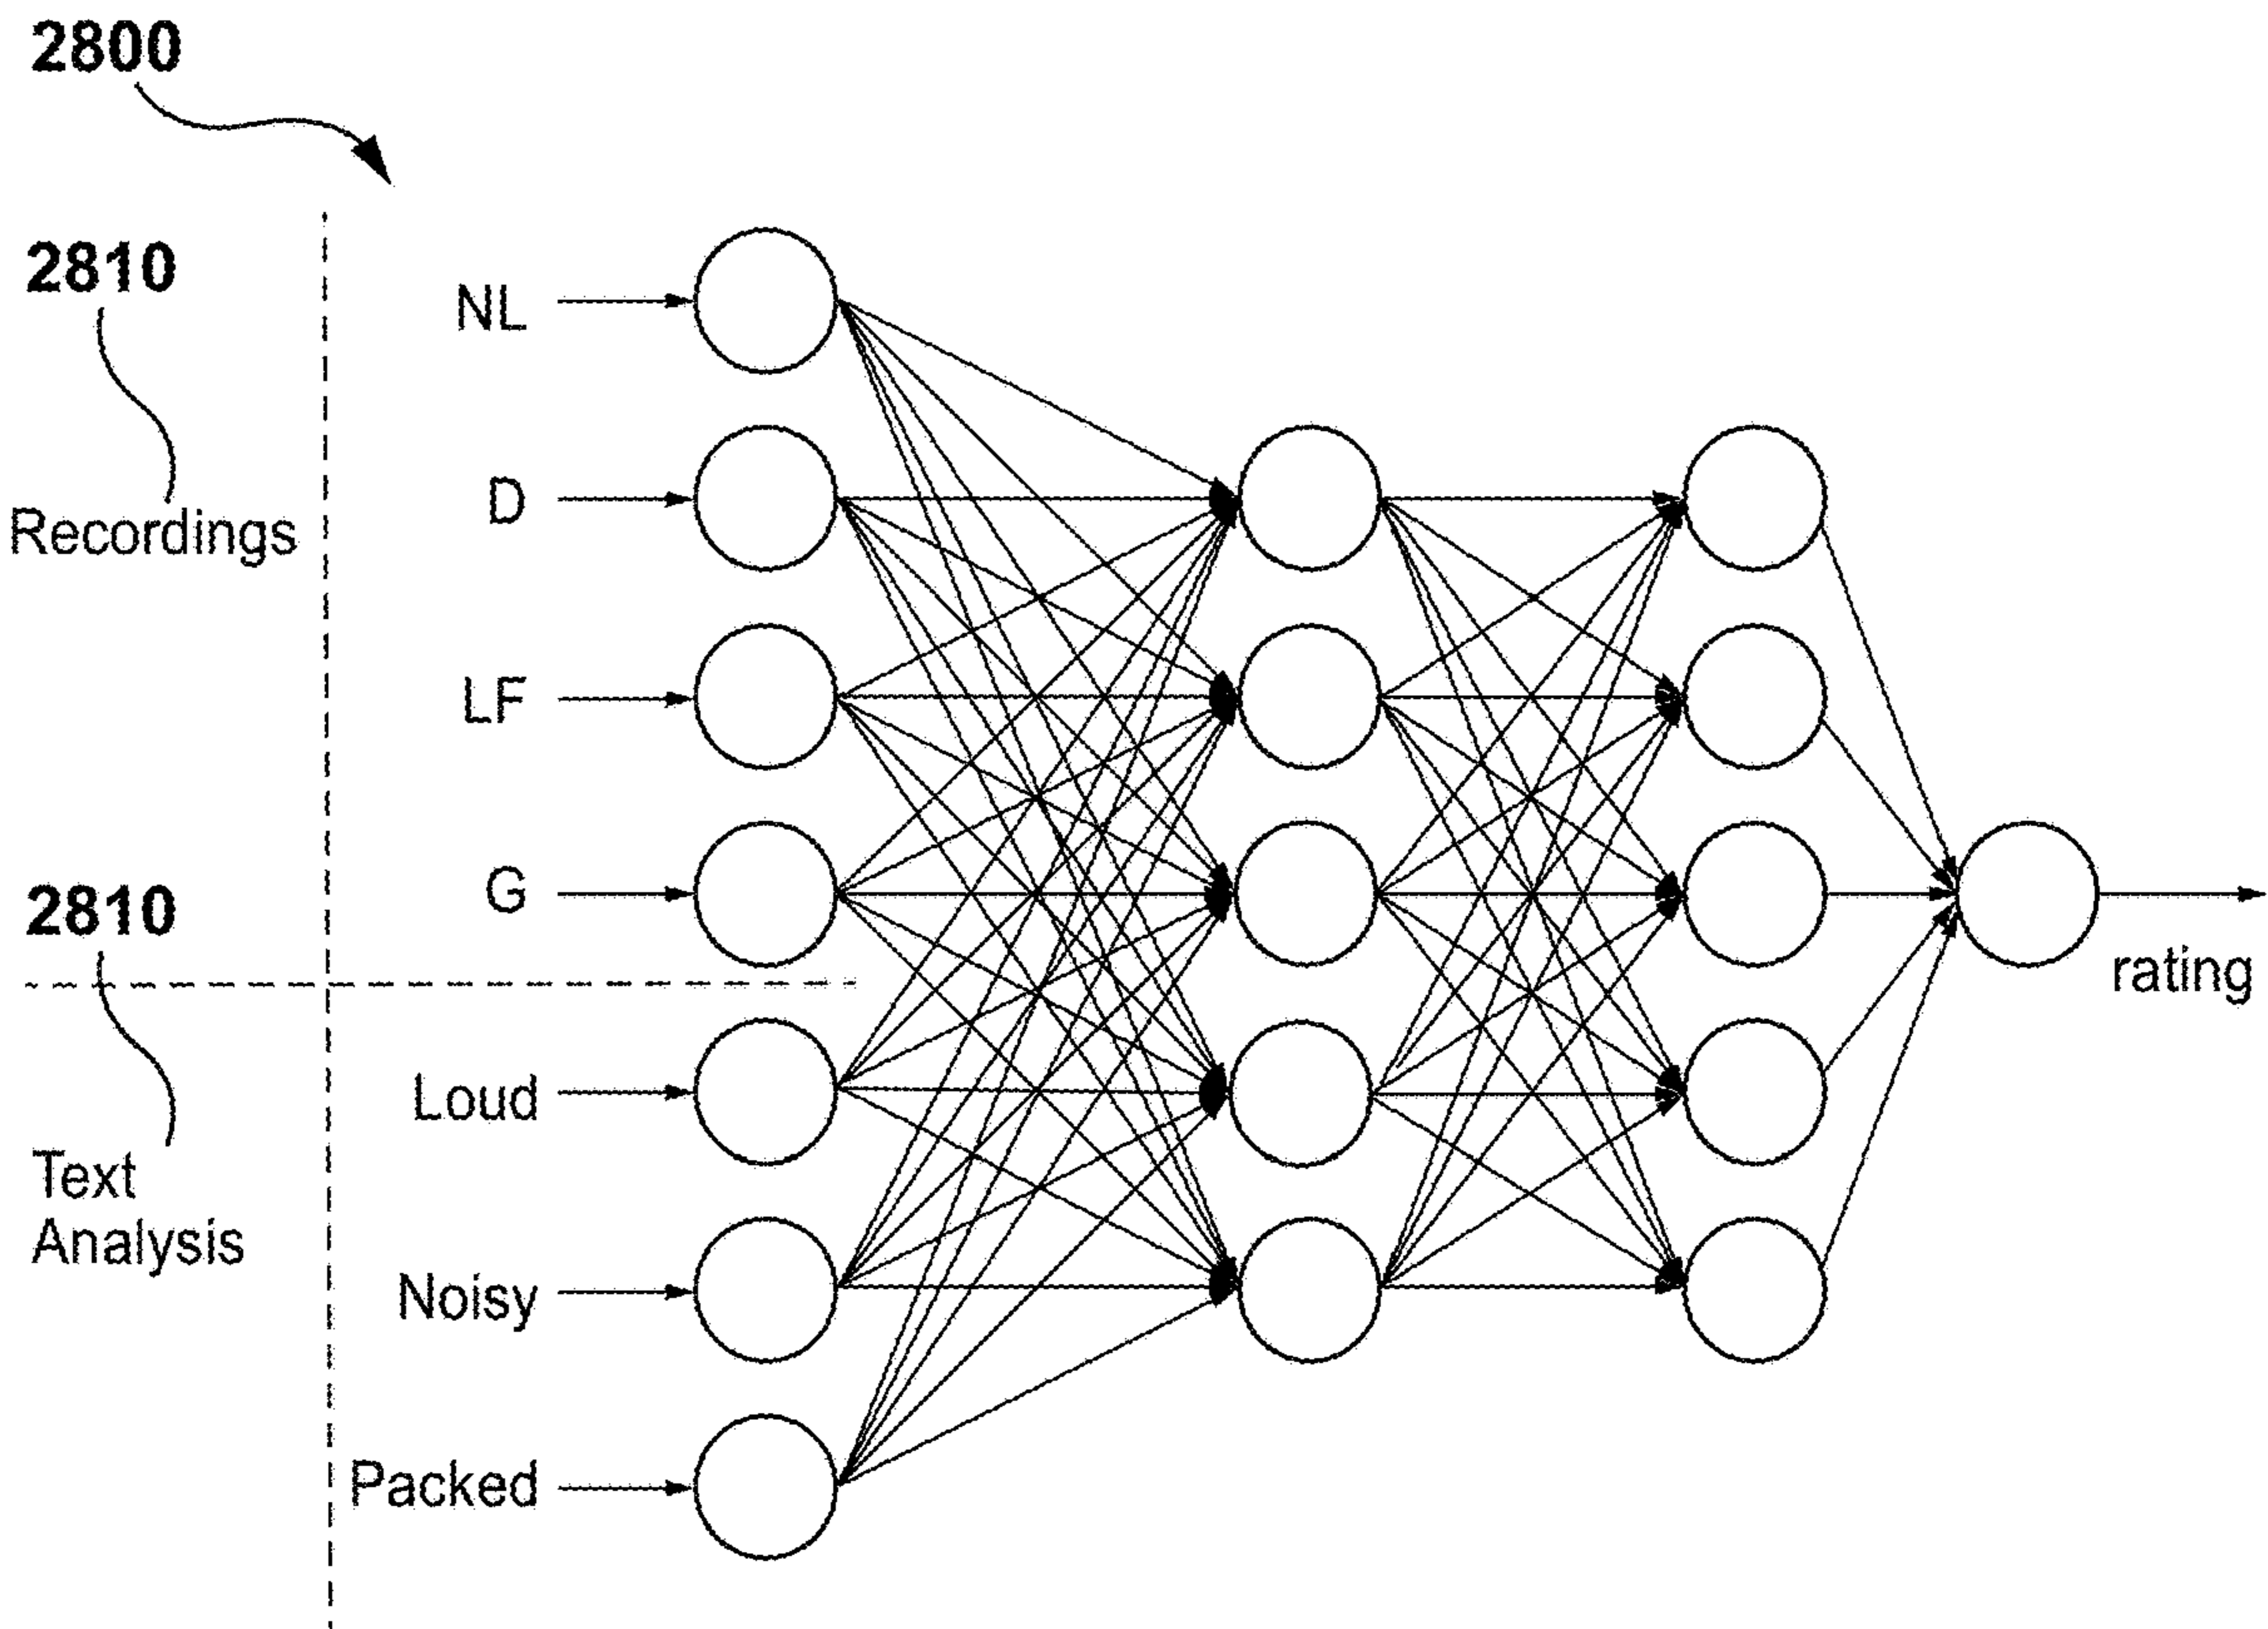 2800
2810
Recordings
NL
D
LF
G
2810
Text
Analysis
Loud
Noisy
Packed
rating